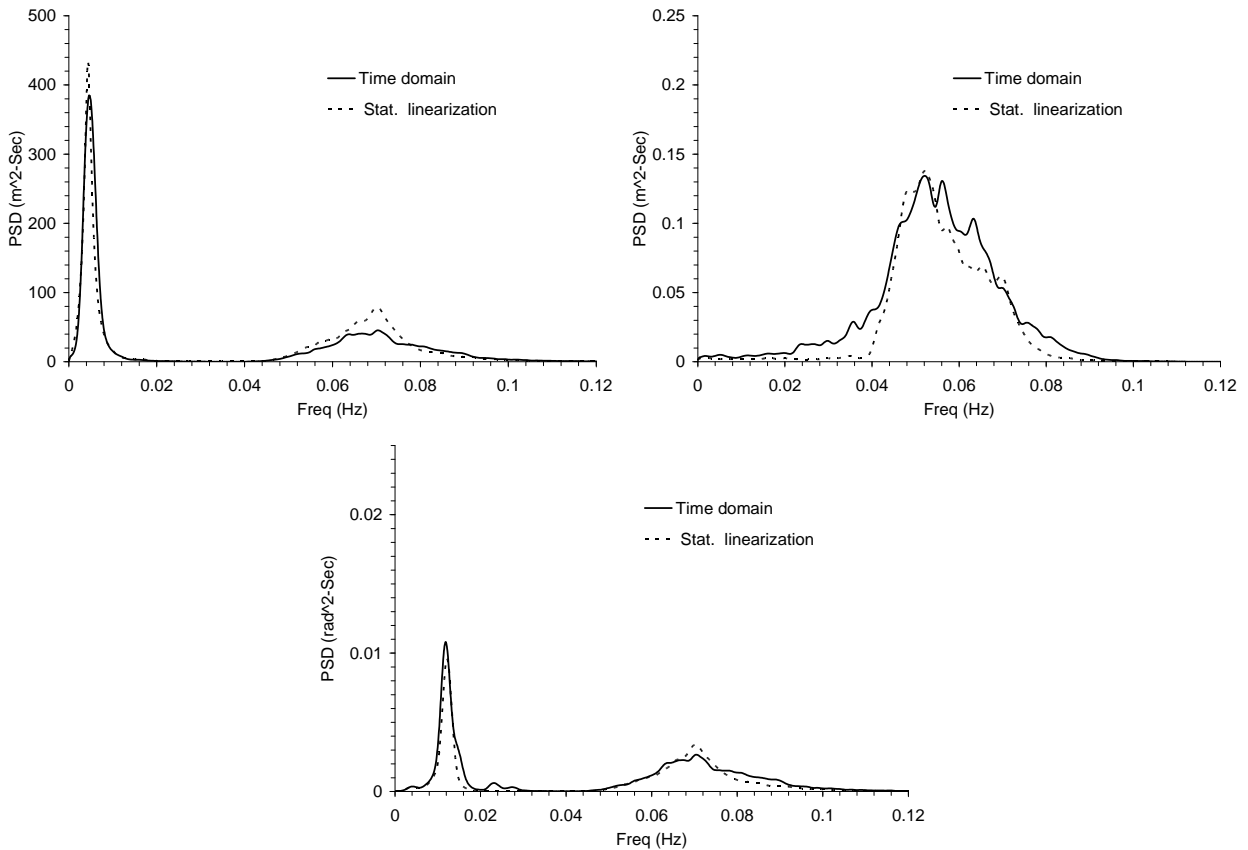 500
400
300
200
100
0
PSD (m^2-Sec)
Time domain
Stat. linearization
0 0.02 0.04 0.06 0.08 0.1 0.12
Freq (Hz)
0.25
0.2
0.15
0.1
0.05
0
PSD (m^2-Sec)
Time domain
Stat. linearization
0 0.02 0.04 0.06 0.08 0.1 0.12
Freq (Hz)
0.02
0.01
0
PSD (rad^2-Sec)
Time domain
Stat. linearization
0 0.02 0.04 0.06 0.08 0.1 0.12
Freq (Hz)